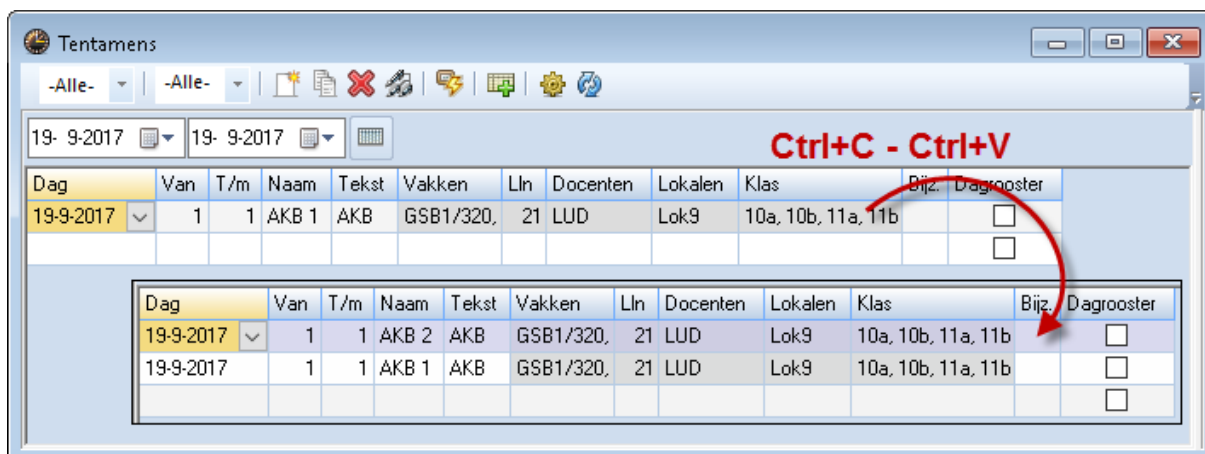 Tentamens
-Alle- -Alle-
19- 9-2017 19- 9-2017
Ctrl+C - Ctrl+V
Dag Van T/m Naam Tekst Vakken Lln Docenten Lokalen Klas Bijz. Dagrooster
19-9-2017 1 1 AKB 1 AKB GSB1/320, 21 LUD Lok9 10a, 10b, 11a, 11b
Dag Van T/m Naam Tekst Vakken Lln Docenten Lokalen Klas Bijz. Dagrooster
19-9-2017 1 1 AKB 2 AKB GSB1/320, 21 LUD Lok9 10a, 10b, 11a, 11b
19-9-2017 1 1 AKB 1 AKB GSB1/320, 21 LUD Lok9 10a, 10b, 11a, 11b